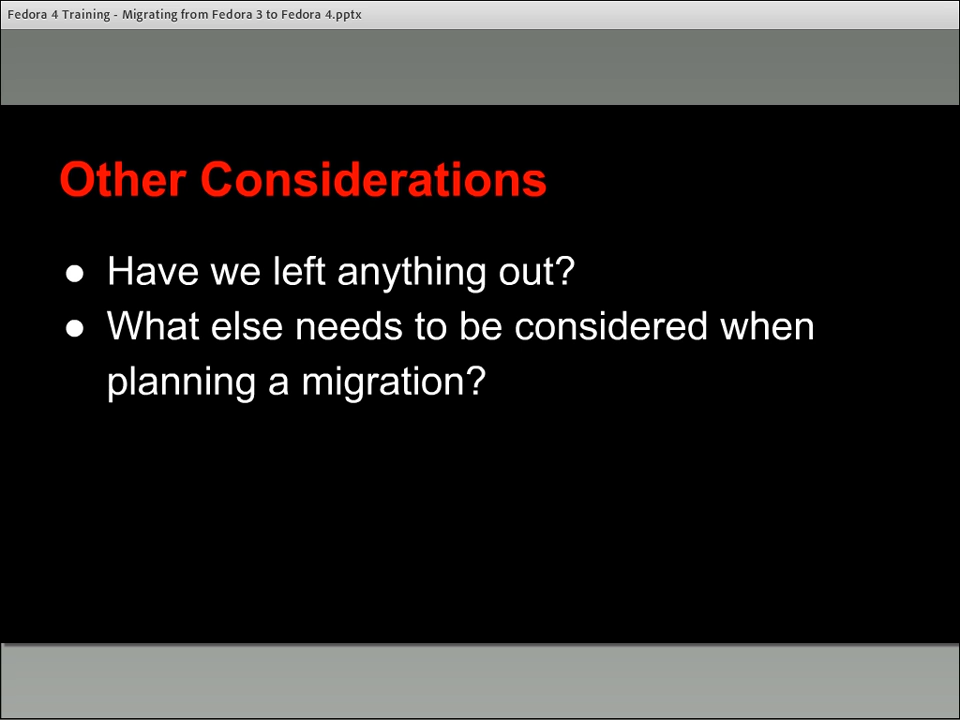 Fedora 4 Training - Migrating from Fedora 3 to Fedora 4.pptx
Other Considerations
● Have we left anything out?
● What else needs to be considered when
planning a migration?